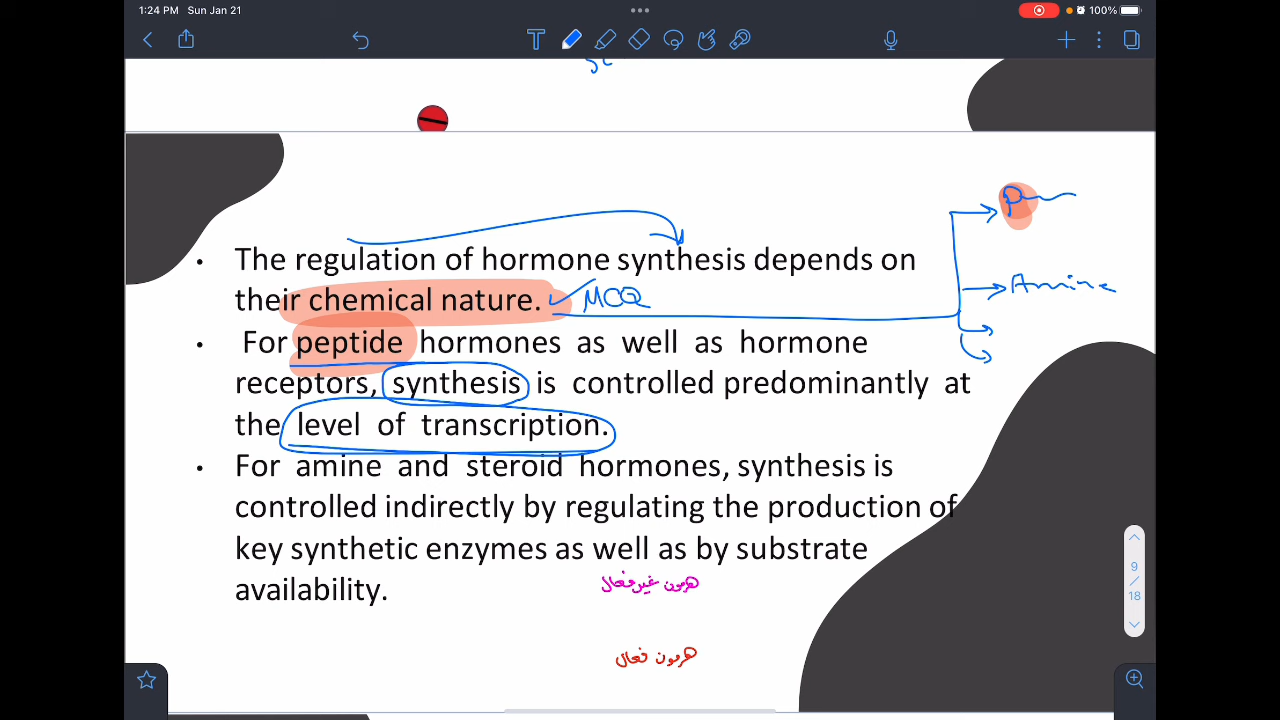 1:24 PM Sun Jan 21
100%
T
The regulation of hormone synthesis depends on
their chemical nature. MCQ
Amine
• For peptide hormones as well as hormone
receptors, synthesis is controlled predominantly at
the level of transcription.
• For amine and steroid hormones, synthesis is
controlled indirectly by regulating the production of
key synthetic enzymes as well as by substrate
availability.
هرمون غير فعال
هرمون فعال
9
/
18